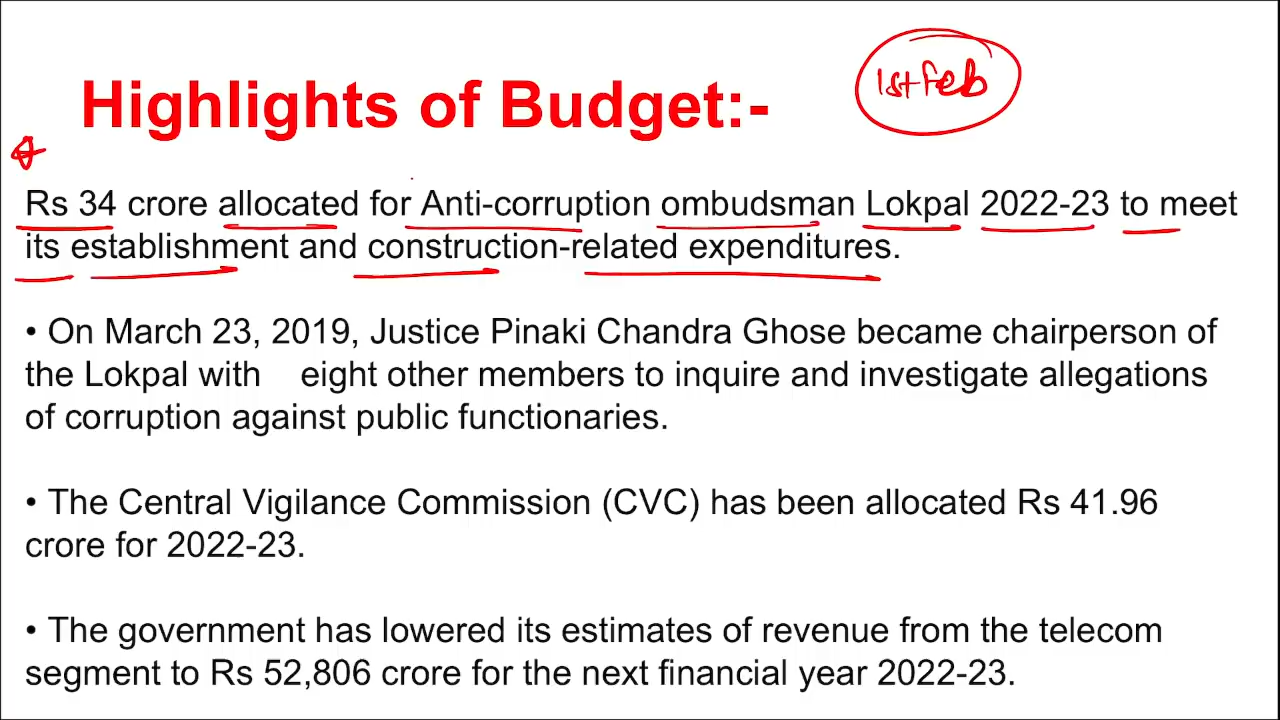 Highlights of Budget:-
1st Feb
Rs 34 crore allocated for Anti-corruption ombudsman Lokpal 2022-23 to meet
its establishment and construction-related expenditures.
• On March 23, 2019, Justice Pinaki Chandra Ghose became chairperson of
the Lokpal with eight other members to inquire and investigate allegations
of corruption against public functionaries.
• The Central Vigilance Commission (CVC) has been allocated Rs 41.96
crore for 2022-23.
• The government has lowered its estimates of revenue from the telecom
segment to Rs 52,806 crore for the next financial year 2022-23.